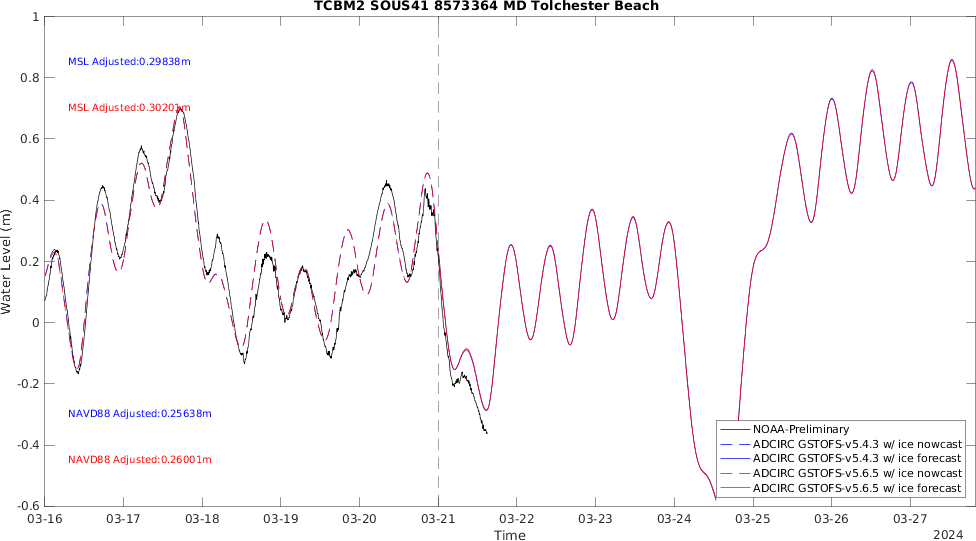 TCBM2 SOUS41 8573364 MD Tolchester Beach
1
0.8
0.6
0.4
0.2
0
-0.2
-0.4
-0.6
Water Level (m)
MSL Adjusted:0.29838m
MSL Adjusted:0.30201m
NAVD88 Adjusted:0.25638m
NAVD88 Adjusted:0.26001m
NOAA-Preliminary
ADCIRC GSTOFS-v5.4.3 w/ ice nowcast
ADCIRC GSTOFS-v5.4.3 w/ ice forecast
ADCIRC GSTOFS-v5.6.5 w/ ice nowcast
ADCIRC GSTOFS-v5.6.5 w/ ice forecast
03-16 03-17 03-18 03-19 03-20 03-21 03-22 03-23 03-24 03-25 03-26 03-27
Time
2024